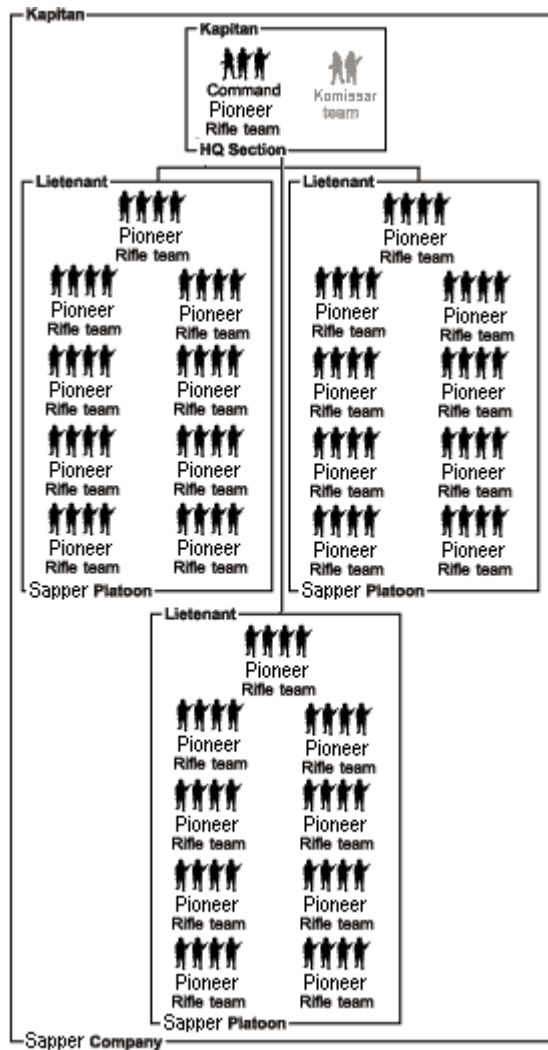 Kapitan
Kapitan
Command
Pioneer
Rifle team
Komissar
team
HQ Section
Lietenant
Pioneer
Rifle team
Pioneer
Rifle team
Pioneer
Rifle team
Pioneer
Rifle team
Pioneer
Rifle team
Pioneer
Rifle team
Pioneer
Rifle team
Pioneer
Rifle team
Pioneer
Rifle team
Sapper Platoon
Lietenant
Pioneer
Rifle team
Pioneer
Rifle team
Pioneer
Rifle team
Pioneer
Rifle team
Pioneer
Rifle team
Pioneer
Rifle team
Pioneer
Rifle team
Pioneer
Rifle team
Pioneer
Rifle team
Sapper Platoon
Lietenant
Pioneer
Rifle team
Pioneer
Rifle team
Pioneer
Rifle team
Pioneer
Rifle team
Pioneer
Rifle team
Pioneer
Rifle team
Pioneer
Rifle team
Pioneer
Rifle team
Pioneer
Rifle team
Sapper Platoon
Sapper Company